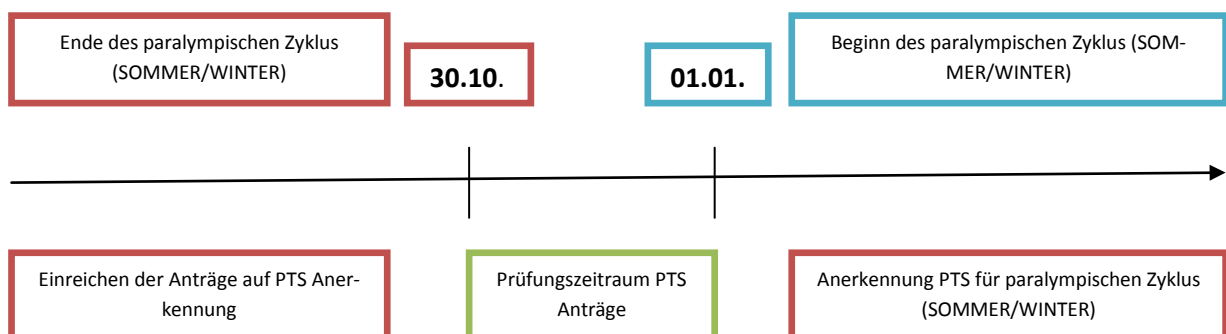 Ende des paralympischen Zyklus
(SOMMER/WINTER)
30.10.
01.01.
Beginn des paralympischen Zyklus (SOM-
MER/WINTER)
Einreichen der Anträge auf PTS Aner-
kennung
Prüfungszeitraum PTS
Anträge
Anerkennung PTS für paralympischen Zyklus
(SOMMER/WINTER)